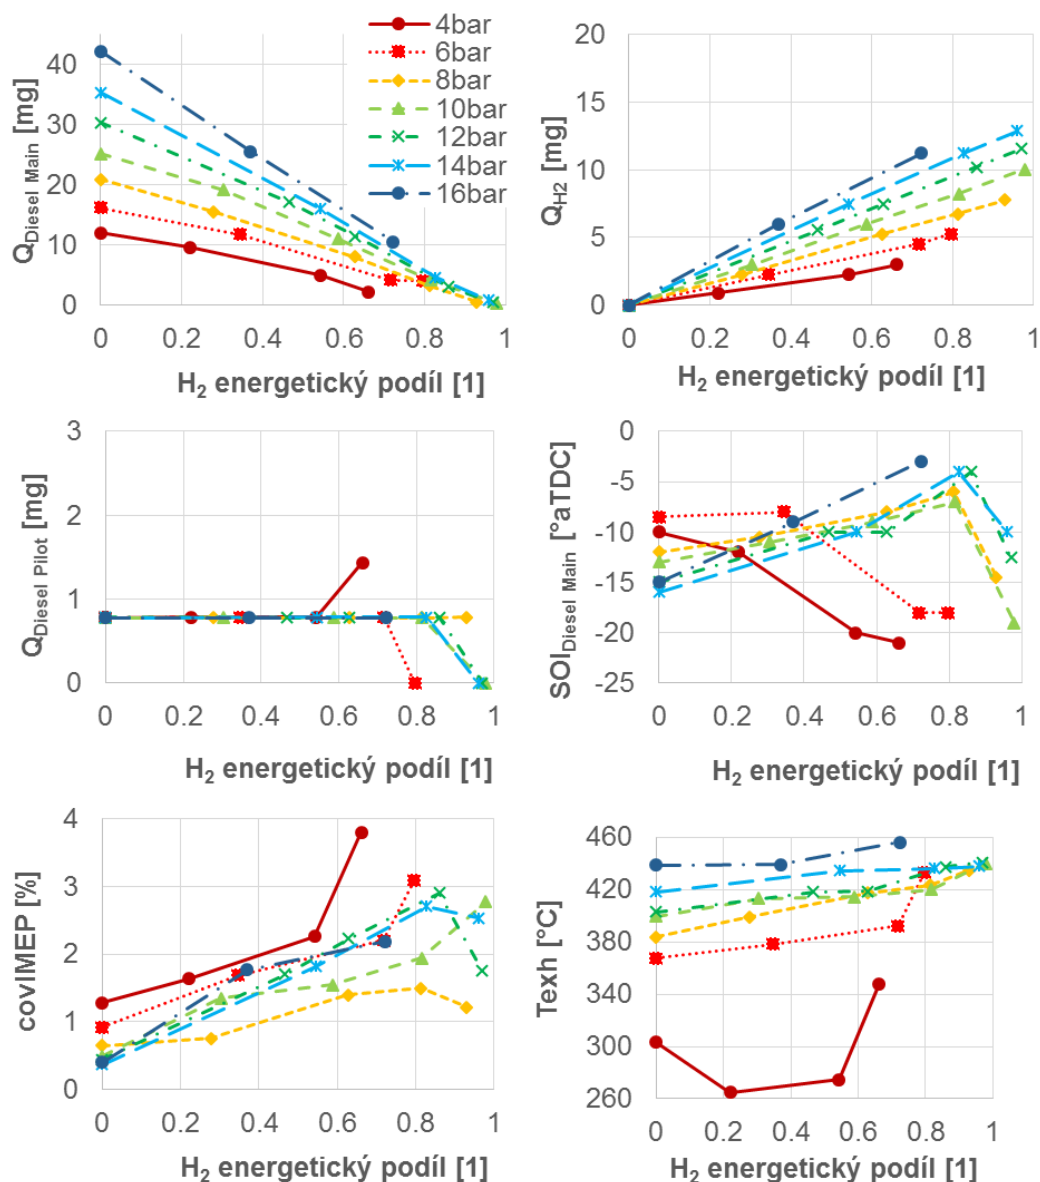 Q Diesel Main [mg]
40
30
20
10
0
0 0.2 0.4 0.6 0.8 1
H2 energetický podíl [1]
4bar
6bar
8bar
10bar
12bar
14bar
16bar
QH2 [mg]
20
15
10
5
0
0 0.2 0.4 0.6 0.8 1
H2 energetický podíl [1]
Q Diesel Pilot [mg]
3
2
1
0
0 0.2 0.4 0.6 0.8 1
H2 energetický podíl [1]
SOI Diesel Main [°aTDC]
0
-5
-10
-15
-20
-25
0 0.2 0.4 0.6 0.8 1
H2 energetický podíl [1]
covIMEP [%]
4
3
2
1
0
0 0.2 0.4 0.6 0.8 1
H2 energetický podíl [1]
Texh [°C]
460
420
380
340
300
260
0 0.2 0.4 0.6 0.8 1
H2 energetický podíl [1]